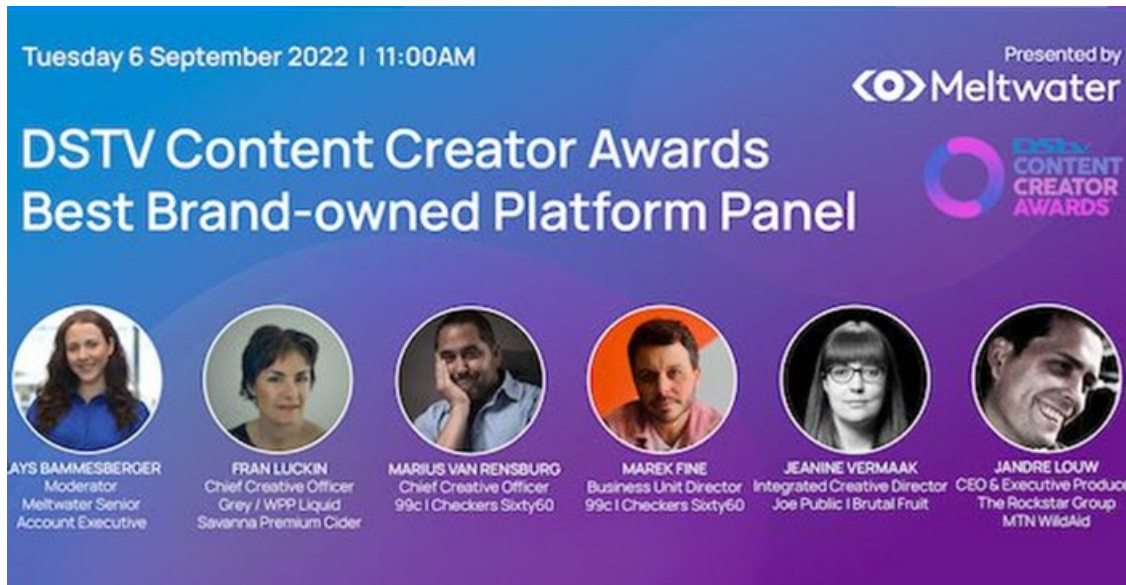 Tuesday 6 September 2022 | 11:00AM
Presented by
Meltwater
DSTV Content Creator Awards
Best Brand-owned Platform Panel
DStv
CONTENT
CREATOR
AWARDS
AYS BAMMESBERGER
Moderator
Meltwater Senior
Account Executive
FRAN LUCKIN
Chief Creative Officer
Grey / WPP Liquid
Savanna Premium Cider
MARIUS VAN RENSBURG
Chief Creative Officer
99c | Checkers Sixty60
MAREK FINE
Business Unit Director
99c | Checkers Sixty60
JEANINE VERMAAK
Integrated Creative Director
Joe Public | Brutal Fruit
JANDRE LOUW
CEO & Executive Produce
The Rockstar Group
MTN WildAid